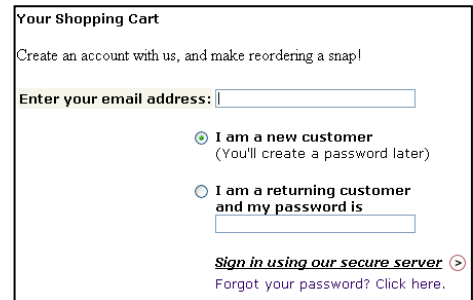 Your Shopping Cart
Create an account with us, and make reordering a snap!
Enter your email address:
I am a new customer
(You'll create a password later)
I am a returning customer
and my password is
Sign in using our secure server
Forgot your password? Click here.